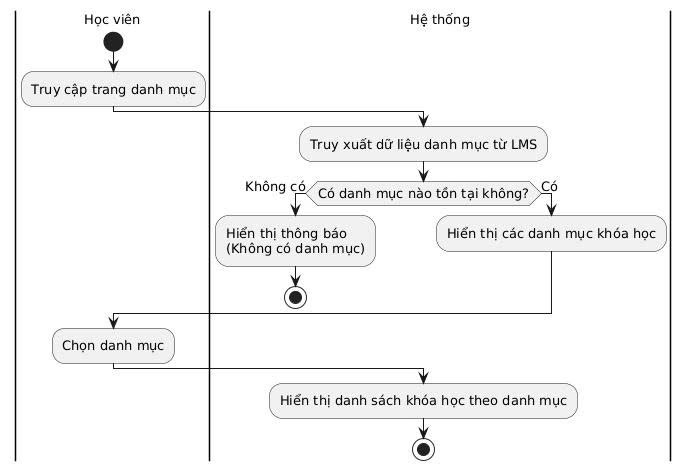 Học viên
Hệ thống
Truy cập trang danh mục
Truy xuất dữ liệu danh mục từ LMS
Không có
Có danh mục nào tồn tại không?
Có
Hiển thị thông báo
(Không có danh mục)
Hiển thị các danh mục khóa học
Chọn danh mục
Hiển thị danh sách khóa học theo danh mục